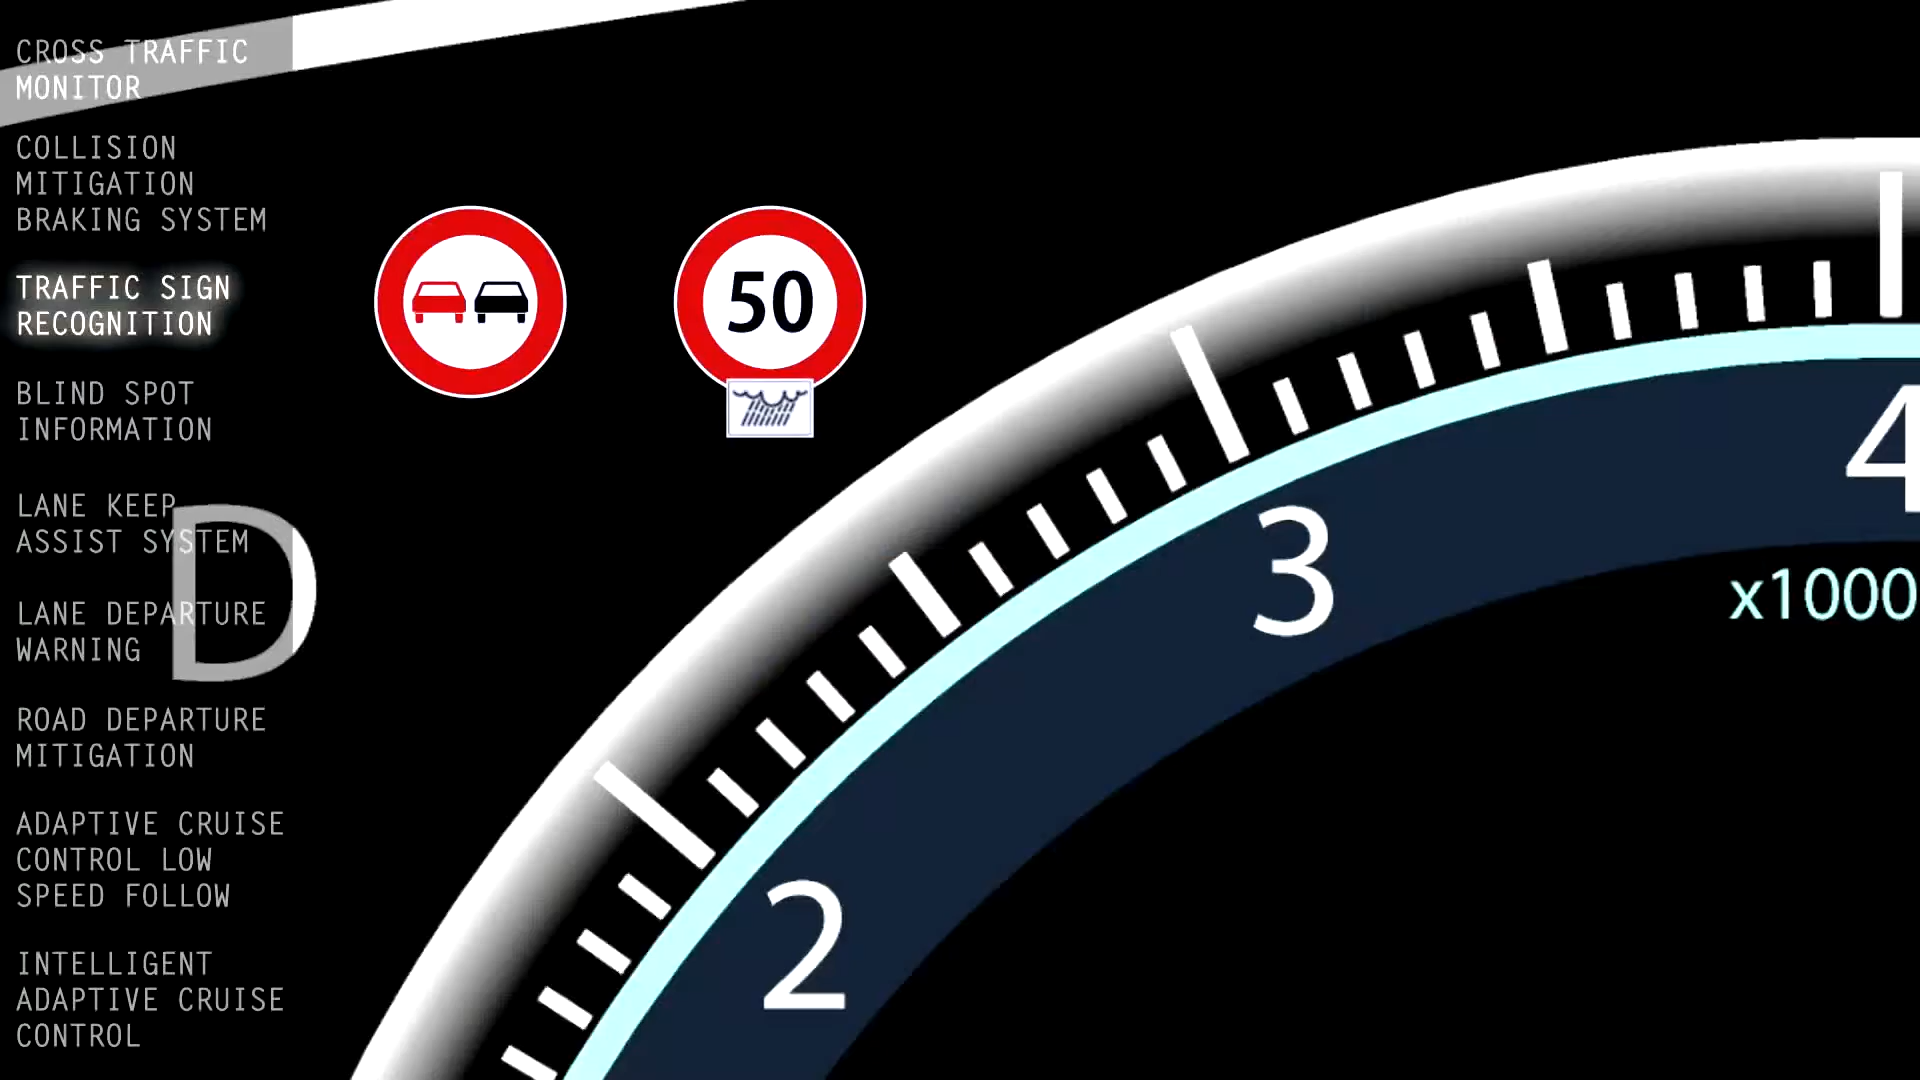 CROSS TRAFFIC
MONITOR
COLLISION
MITIGATION
BRAKING SYSTEM
TRAFFIC SIGN
RECOGNITION
BLIND SPOT
INFORMATION
LANE KEEP
ASSIST SYSTEM
LANE DEPARTURE
WARNING
ROAD DEPARTURE
MITIGATION
ADAPTIVE CRUISE
CONTROL LOW
SPEED FOLLOW
INTELLIGENT
ADAPTIVE CRUISE
CONTROL
D
50
2
3
4
x1000